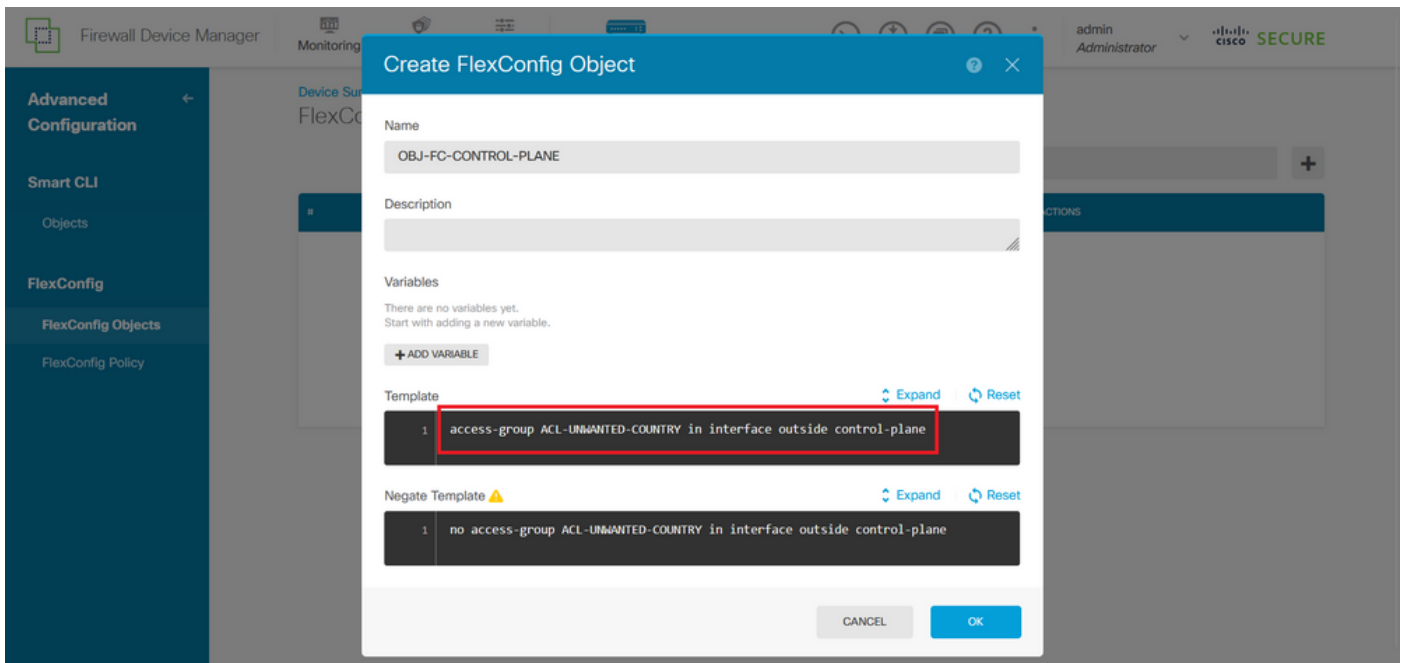 Firewall Device Manager
Monitoring
admin
Administrator
CISCO SECURE
Advanced
Configuration
Smart CLI
Objects
FlexConfig
FlexConfig Objects
FlexConfig Policy
Device Sur
FlexCo
#
CTIONS
Create FlexConfig Object
Name
OBJ-FC-CONTROL-PLANE
Description
Variables
There are no variables yet.
Start with adding a new variable.
+ ADD VARIABLE
Template
Expand
Reset
1 access-group ACL-UNWANTED-COUNTRY in interface outside control-plane
Negate Template
Expand
Reset
1 no access-group ACL-UNWANTED-COUNTRY in interface outside control-plane
CANCEL
OK